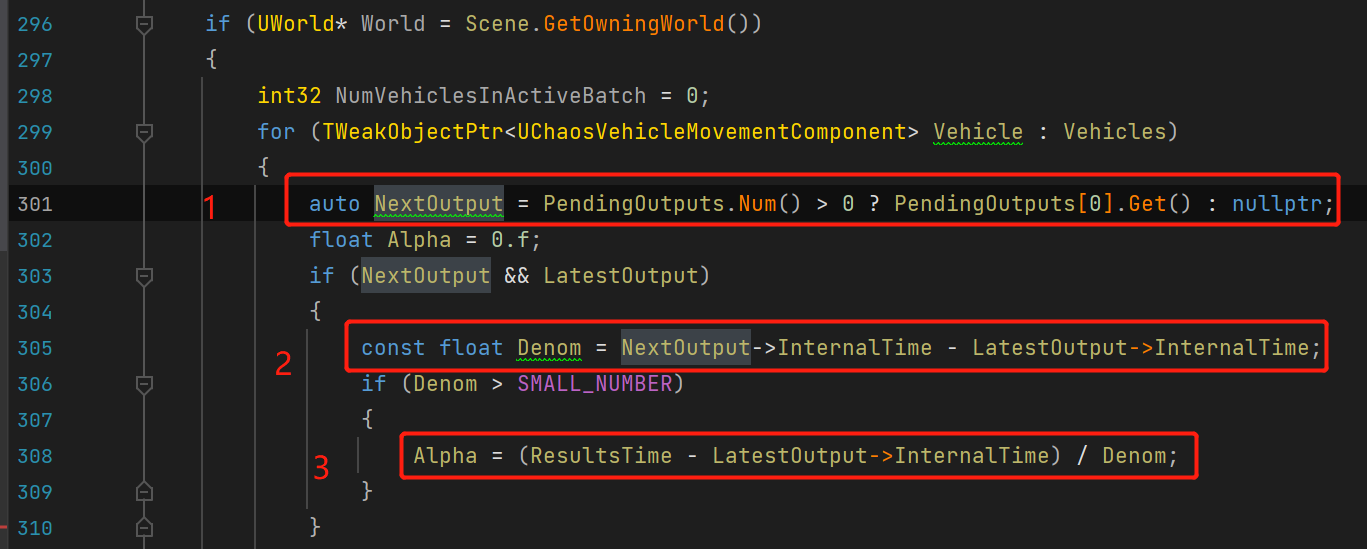 296 if (UWorld* World = Scene.GetOwningWorld())
297 {
298 int32 NumVehiclesInActiveBatch = 0;
299 for (TWeakObjectPtr<UChaosVehicleMovementComponent> Vehicle : Vehicles)
300 {
301 1 auto NextOutput = PendingOutputs.Num() > 0 ? PendingOutputs[0].Get() : nullptr;
302 float Alpha = 0.f;
303 if (NextOutput && LatestOutput)
304 {
305 2 const float Denom = NextOutput->InternalTime - LatestOutput->InternalTime;
306 if (Denom > SMALL_NUMBER)
307 {
308 3 Alpha = (ResultsTime - LatestOutput->InternalTime) / Denom;
309 }
310 }